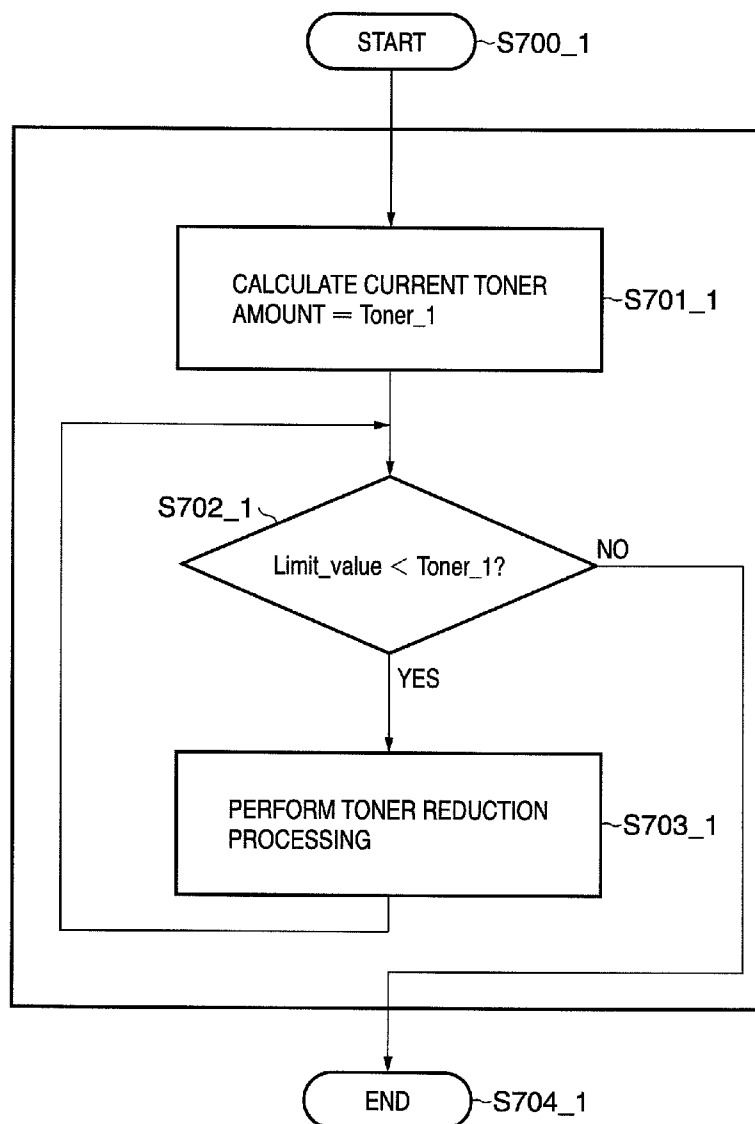 START
S700_1
CALCULATE CURRENT TONER
AMOUNT = Toner_1
S701_1
S702_1
Limit_value < Toner_1?
NO
YES
PERFORM TONER REDUCTION
PROCESSING
S703_1
END
S704_1